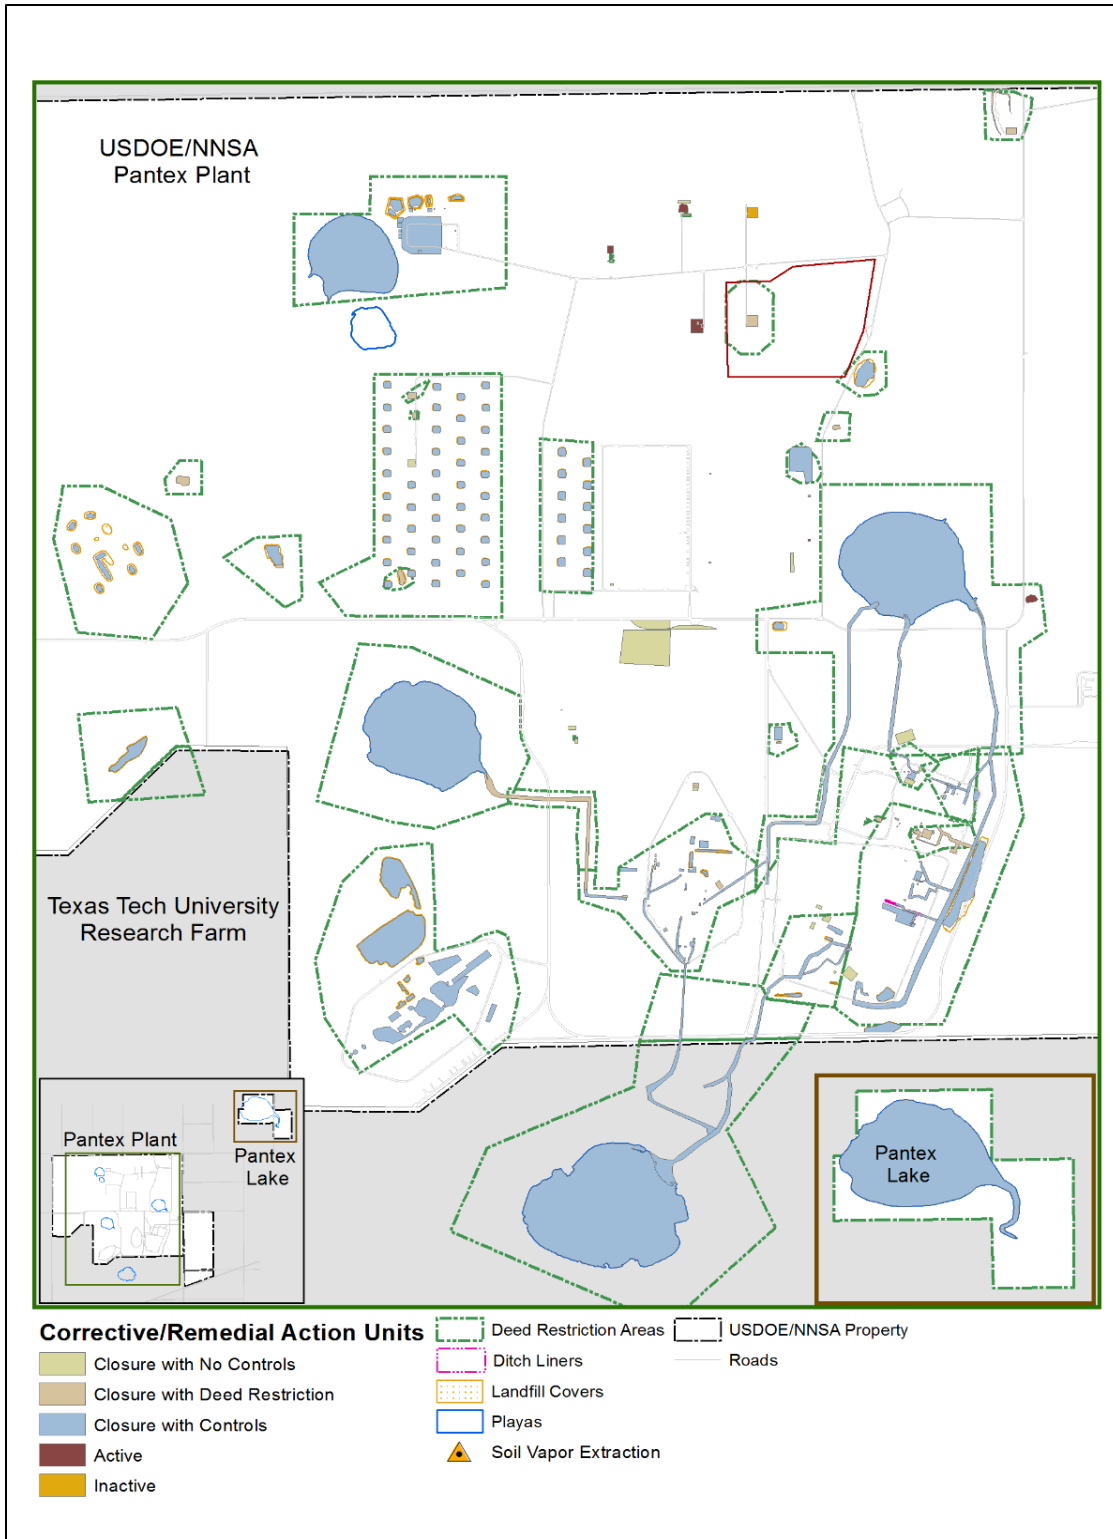 USDOE/NNSA
Pantex Plant
Texas Tech University
Research Farm
Pantex Plant
Pantex
Lake
Pantex
Lake
Corrective/Remedial Action Units
Closure with No Controls
Closure with Deed Restriction
Closure with Controls
Active
Inactive
Deed Restriction Areas
Ditch Liners
Landfill Covers
Playas
Soil Vapor Extraction
USDOE/NNSA Property
Roads